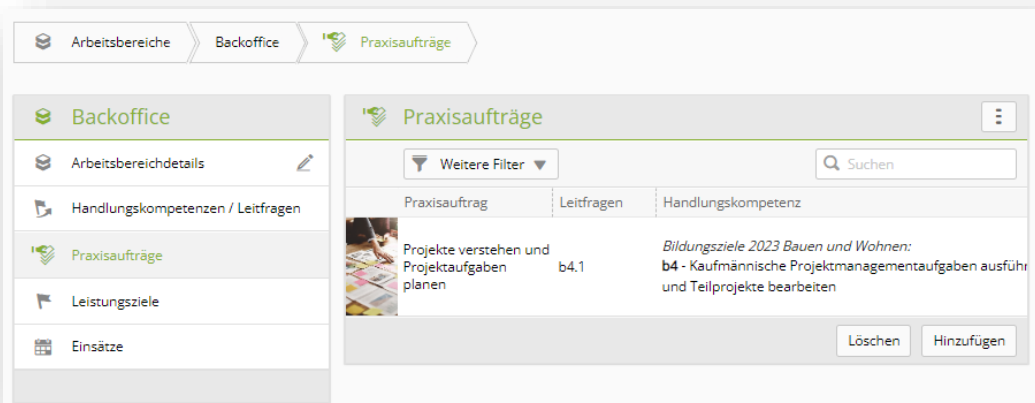 Arbeitsbereiche
Backoffice
Praxisaufträge
Backoffice
Arbeitsbereichdetails
Handlungskompetenzen / Leitfragen
Praxisaufträge
Leistungsziele
Einsätze
Praxisaufträge
Weitere Filter
Suchen
Praxisauftrag Leitfragen Handlungskompetenz
Projekte verstehen und
Projektaufgaben
planen
b4.1
Bildungsziele 2023 Bauen und Wohnen:
b4 - Kaufmännische Projektmanagementaufgaben ausführ
und Teilprojekte bearbeiten
Löschen Hinzufügen